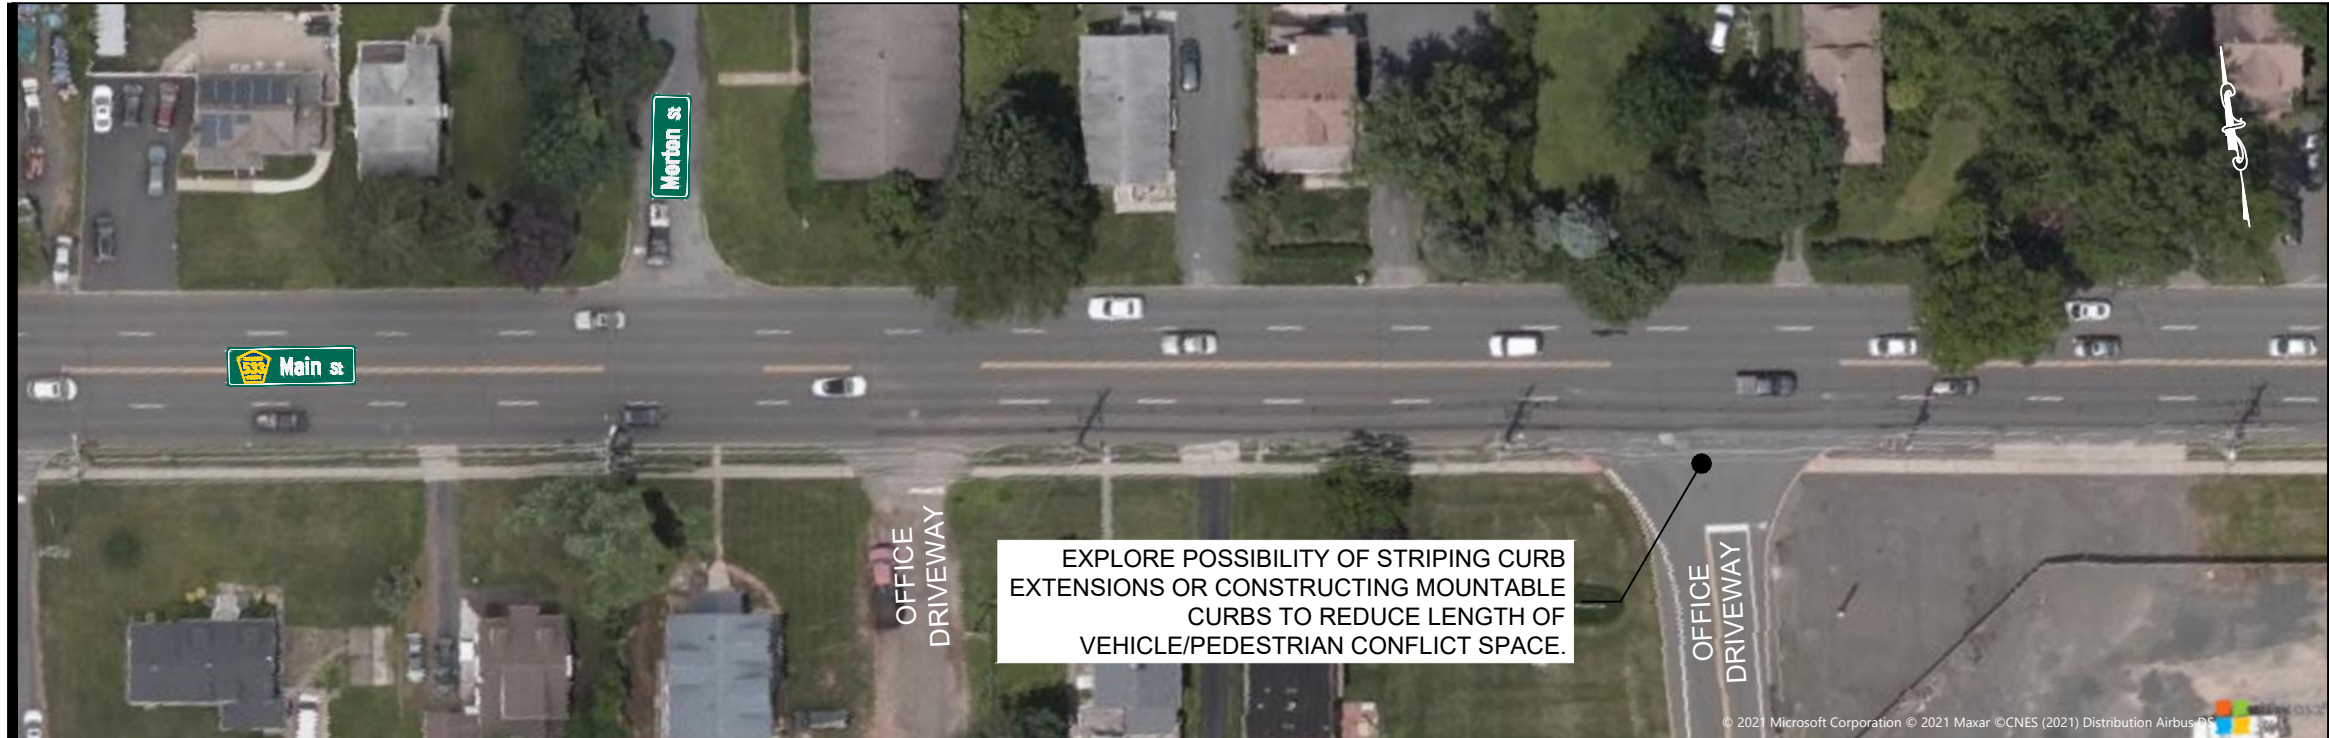 Morton St
533
Main St
OFFICE
DRIVEWAY
EXPLORE POSSIBILITY OF STRIPING CURB
EXTENSIONS OR CONSTRUCTING MOUNTABLE
CURBS TO REDUCE LENGTH OF
VEHICLE/PEDESTRIAN CONFLICT SPACE.
OFFICE
DRIVEWAY
© 2021 Microsoft Corporation © 2021 Maxar ©CNES (2021) Distribution Airbus DS